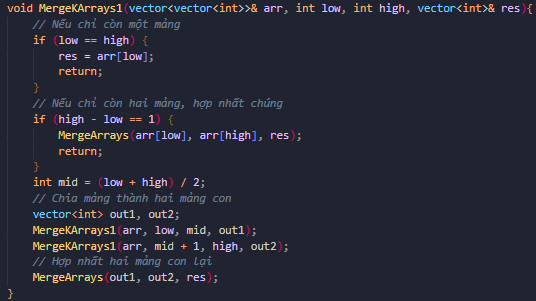 void MergeKArrays1(vector<vector<int>>& arr, int low, int high, vector<int>& res){
// Nếu chỉ còn một mảng
if (low == high) {
res = arr[low];
return;
}
// Nếu chỉ còn hai mảng, hợp nhất chúng
if (high - low == 1) {
MergeArrays(arr[low], arr[high], res);
return;
}
int mid = (low + high) / 2;
// Chia mảng thành hai mảng con
vector<int> out1, out2;
MergeKArrays1(arr, low, mid, out1);
MergeKArrays1(arr, mid + 1, high, out2);
// Hợp nhất hai mảng con lại
MergeArrays(out1, out2, res);
}